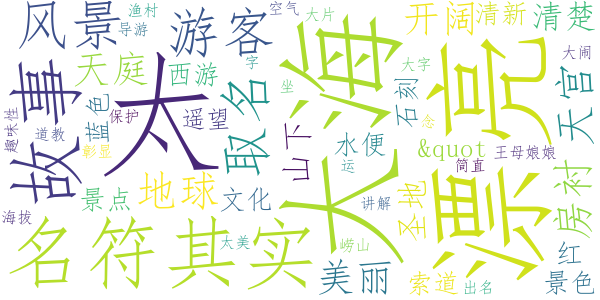 风景
渔村
导游
游客
空气
大片
开阔
清新
清楚
大闹
天庭
西游
字
海
大字
故事
太
坐
石刻
亮
天宫
趣味性
道教
蓝色
保护
彰显
遥望
取名
山下
大
水便
念
&quot
王母娘娘
简直
漂
房衬
地球
文化
运
讲解
圣地
景点
海拔
太美
崂山
红
名符其实
美丽
索道
出名
景色